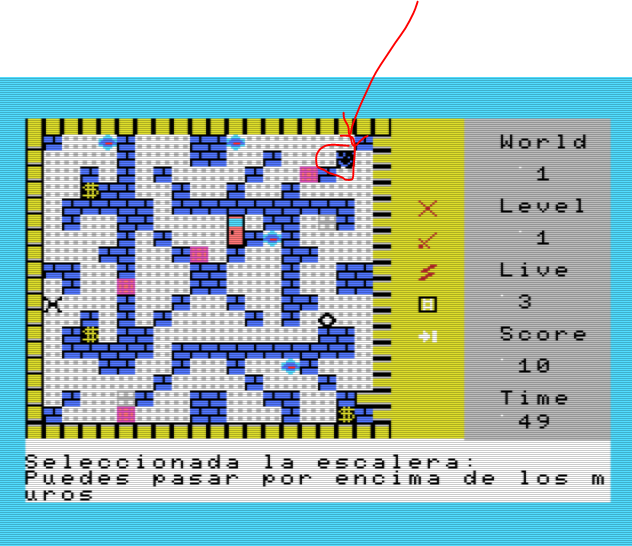 World
1
Level
1
Live
3
Score
10
Time
49
Seleccionada la escalera:
Puedes pasar por encima de los m
uros